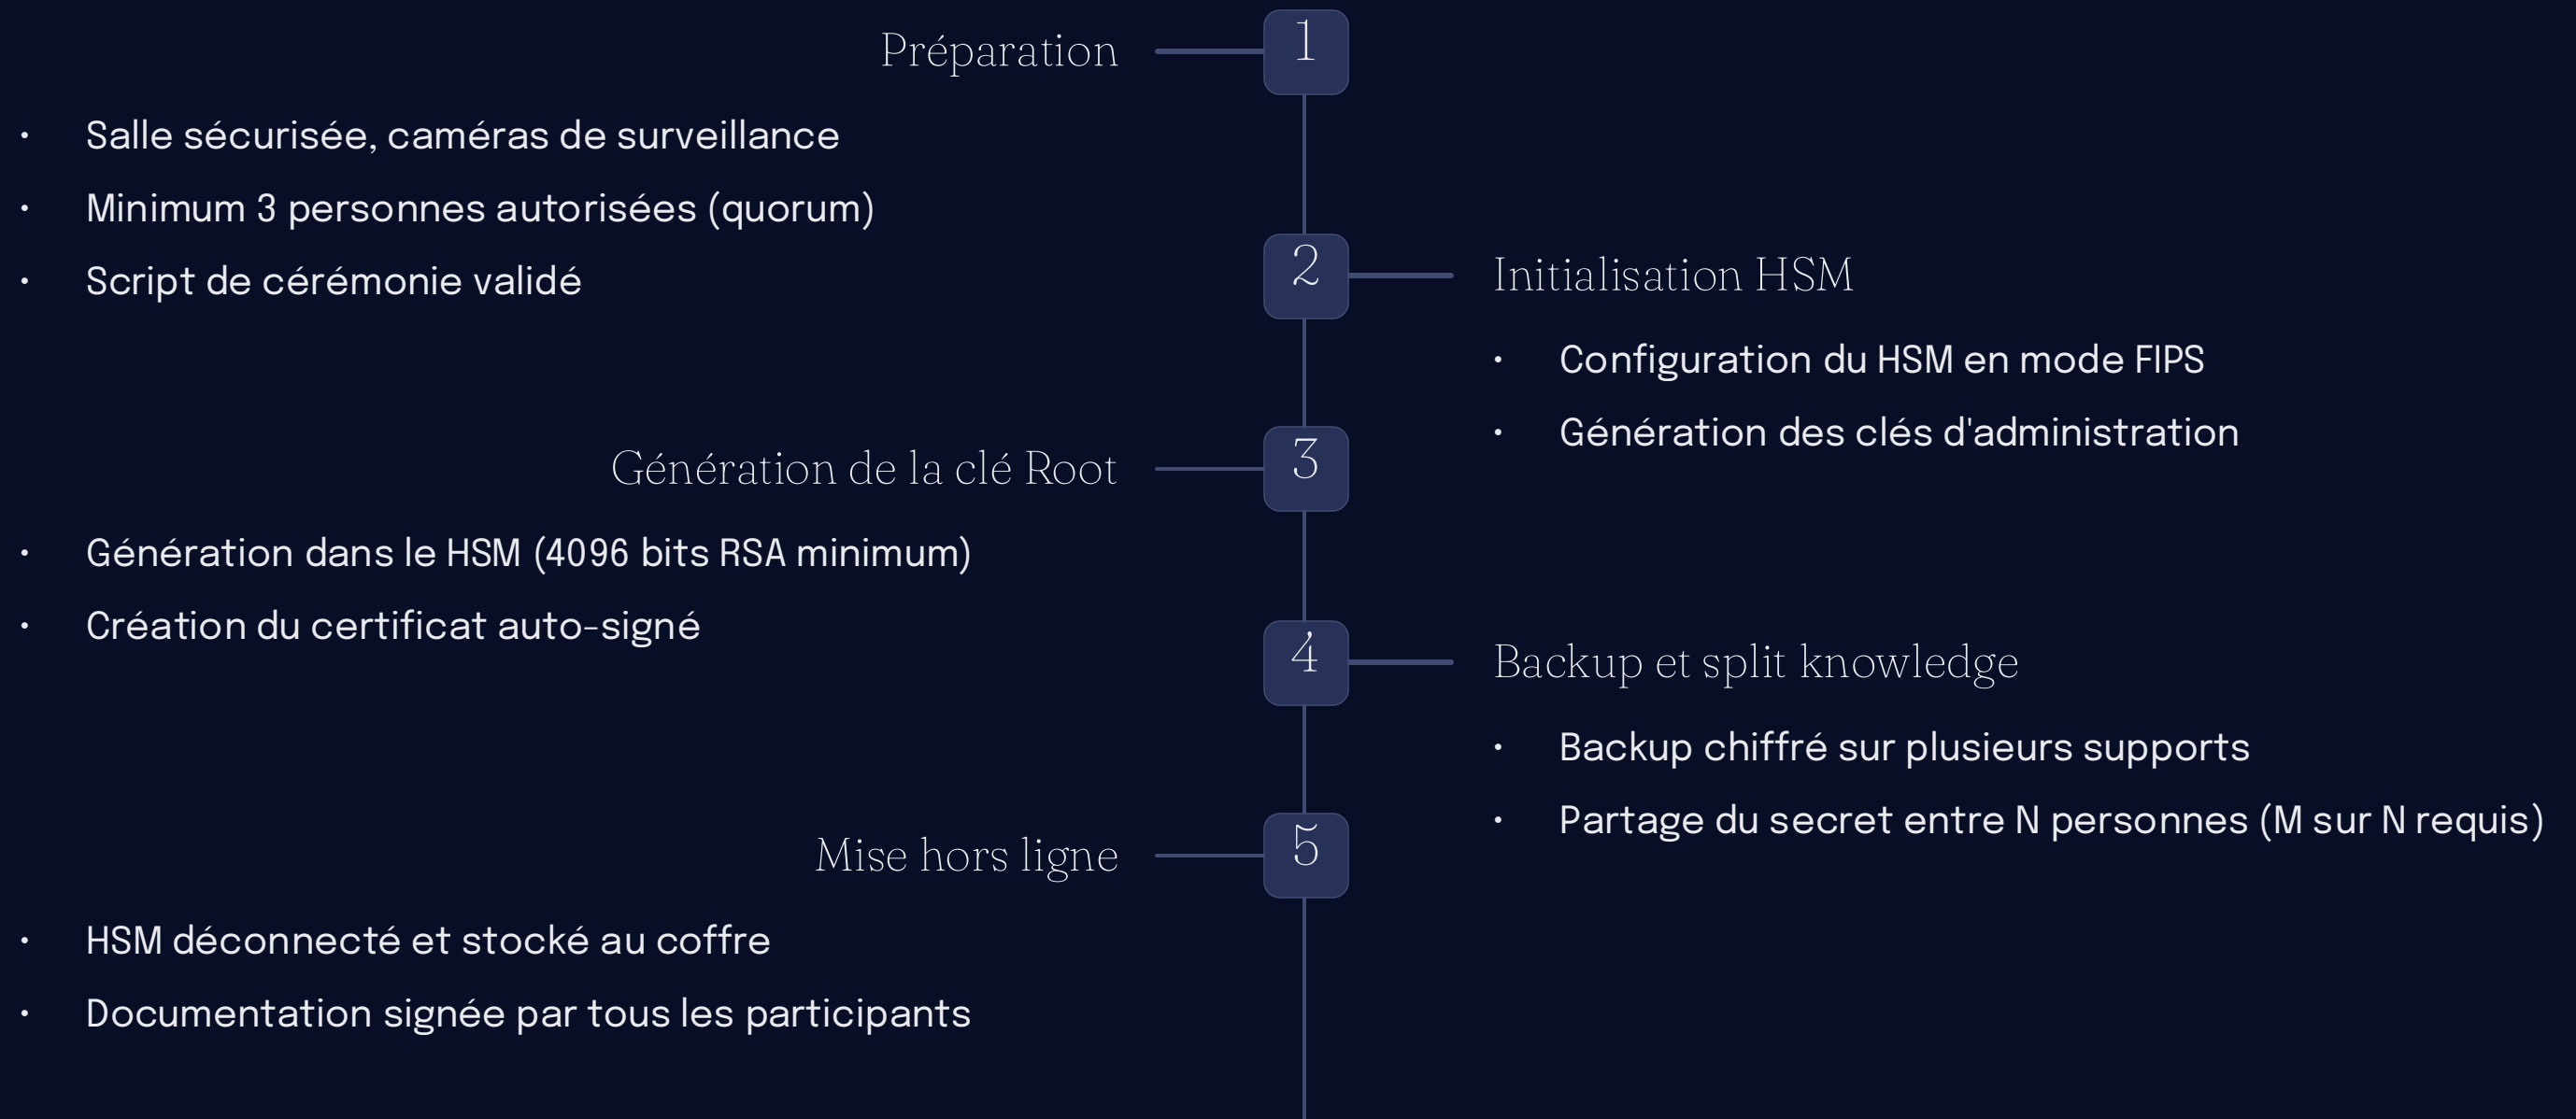 1
Préparation
• Salle sécurisée, caméras de surveillance
• Minimum 3 personnes autorisées (quorum)
• Script de cérémonie validé
2
Initialisation HSM
• Configuration du HSM en mode FIPS
• Génération des clés d'administration
3
Génération de la clé Root
• Génération dans le HSM (4096 bits RSA minimum)
• Création du certificat auto-signé
4
Backup et split knowledge
• Backup chiffré sur plusieurs supports
• Partage du secret entre N personnes (M sur N requis)
5
Mise hors ligne
• HSM déconnecté et stocké au coffre
• Documentation signée par tous les participants